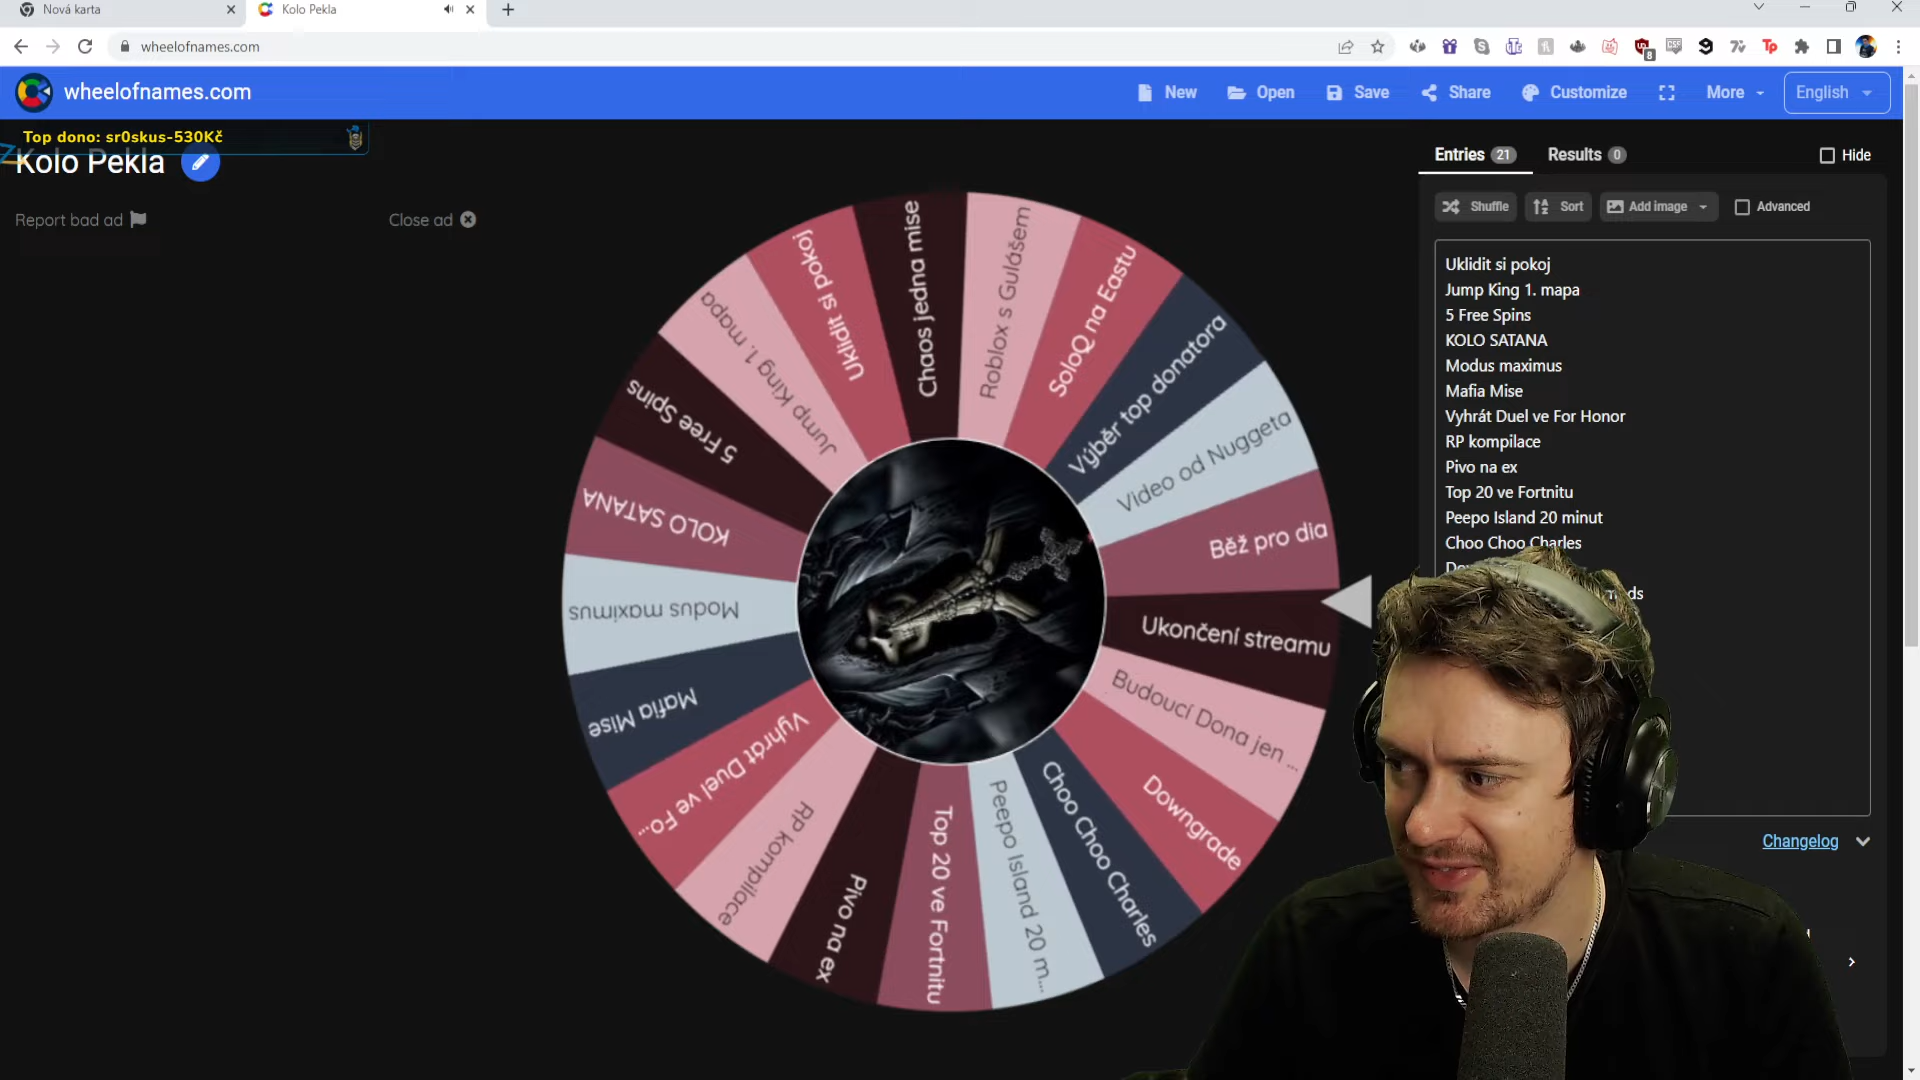 Nová karta
Kolo Pekla
wheelofnames.com
8
CSS
wheelofnames.com
New
Open
Save
Share
Customize
More
English
Top dono: sr0skus-530Kč
Kolo Pekla
Report bad ad
Close ad
Entries 21
Results 0
Hide
Shuffle
Sort
Add image
Advanced
Uklidit si pokoj
Jump King 1. mapa
5 Free Spins
KOLO SATANA
Modus maximus
Mafia Mise
Vyhrát Duel ve For Honor
RP kompilace
Pivo na ex
Top 20 ve Fortnitu
Peepo Island 20 minut
Choo Choo Charles
Chaos jedna mise
Roblox s Gulášem
SoloQ na Eastu
Výběr top donatora
Video od Nuggeta
Běž pro dia
Ukončení streamu
Budoucí Dona jen ...
Downgrade
Choo Choo Charles
Peepo Island 20 m...
Top 20 ve Fortnitu
Pivo na ex
RP kompilace
Vyhrát Duel ve Fo...
Mafia Mise
Modus maximus
KOLO SATANA
5 Free Spins
Jump King 1. mapa
Uklidit si pokoj
Changelog